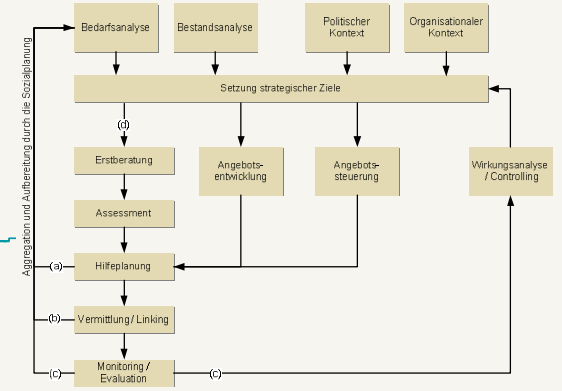 Bedarfsanalyse
Bestandsanalyse
Politischer
Kontext
Organisationaler
Kontext
Setzung strategischer Ziele
(d)
Erstberatung
Angebots-
entwicklung
Angebots-
steuerung
Wirkungsanalyse
/ Controlling
Assessment
Aggregation und Aufbereitung durch die Sozialplanung
(a)
Hilfeplanung
(b)
Vermittlung / Linking
(c)
Monitoring /
Evaluation
(c)